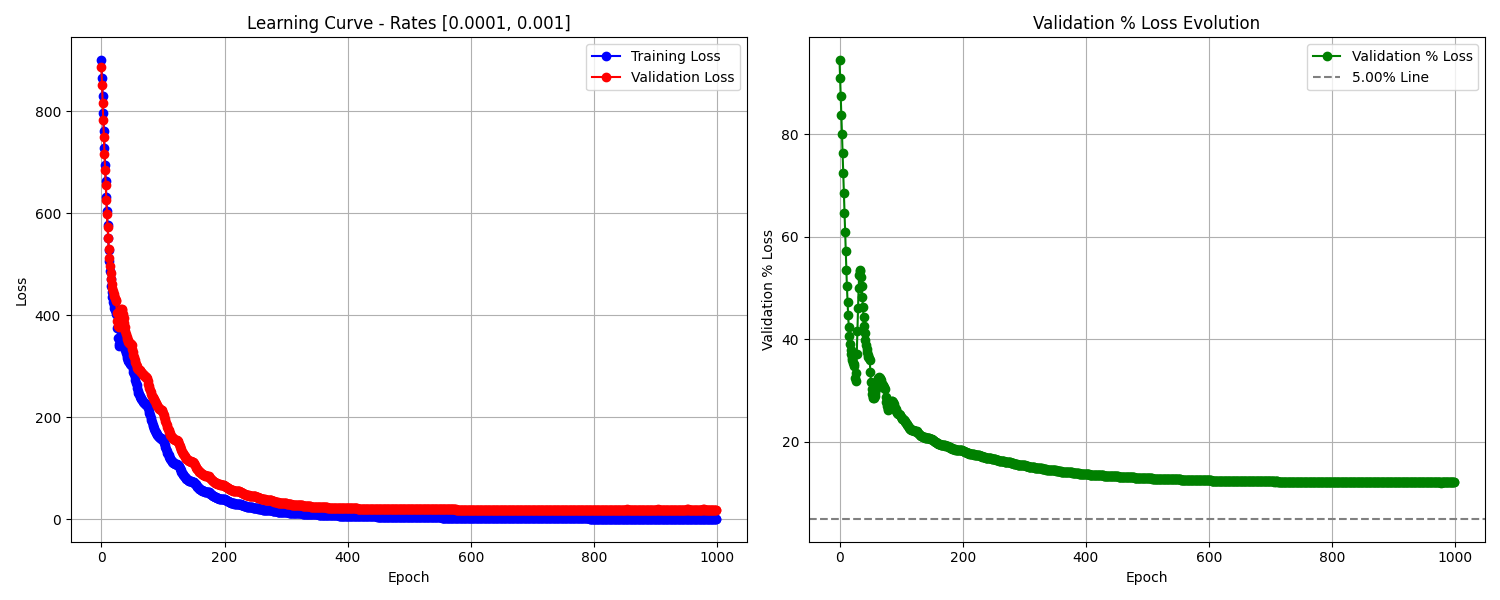 Learning Curve - Rates [0.0001, 0.001]
Training Loss
Validation Loss
Loss
800
600
400
200
0
0 200 400 600 800 1000
Epoch
Validation % Loss Evolution
Validation % Loss
5.00% Line
Validation % Loss
80
60
40
20
0 200 400 600 800 1000
Epoch